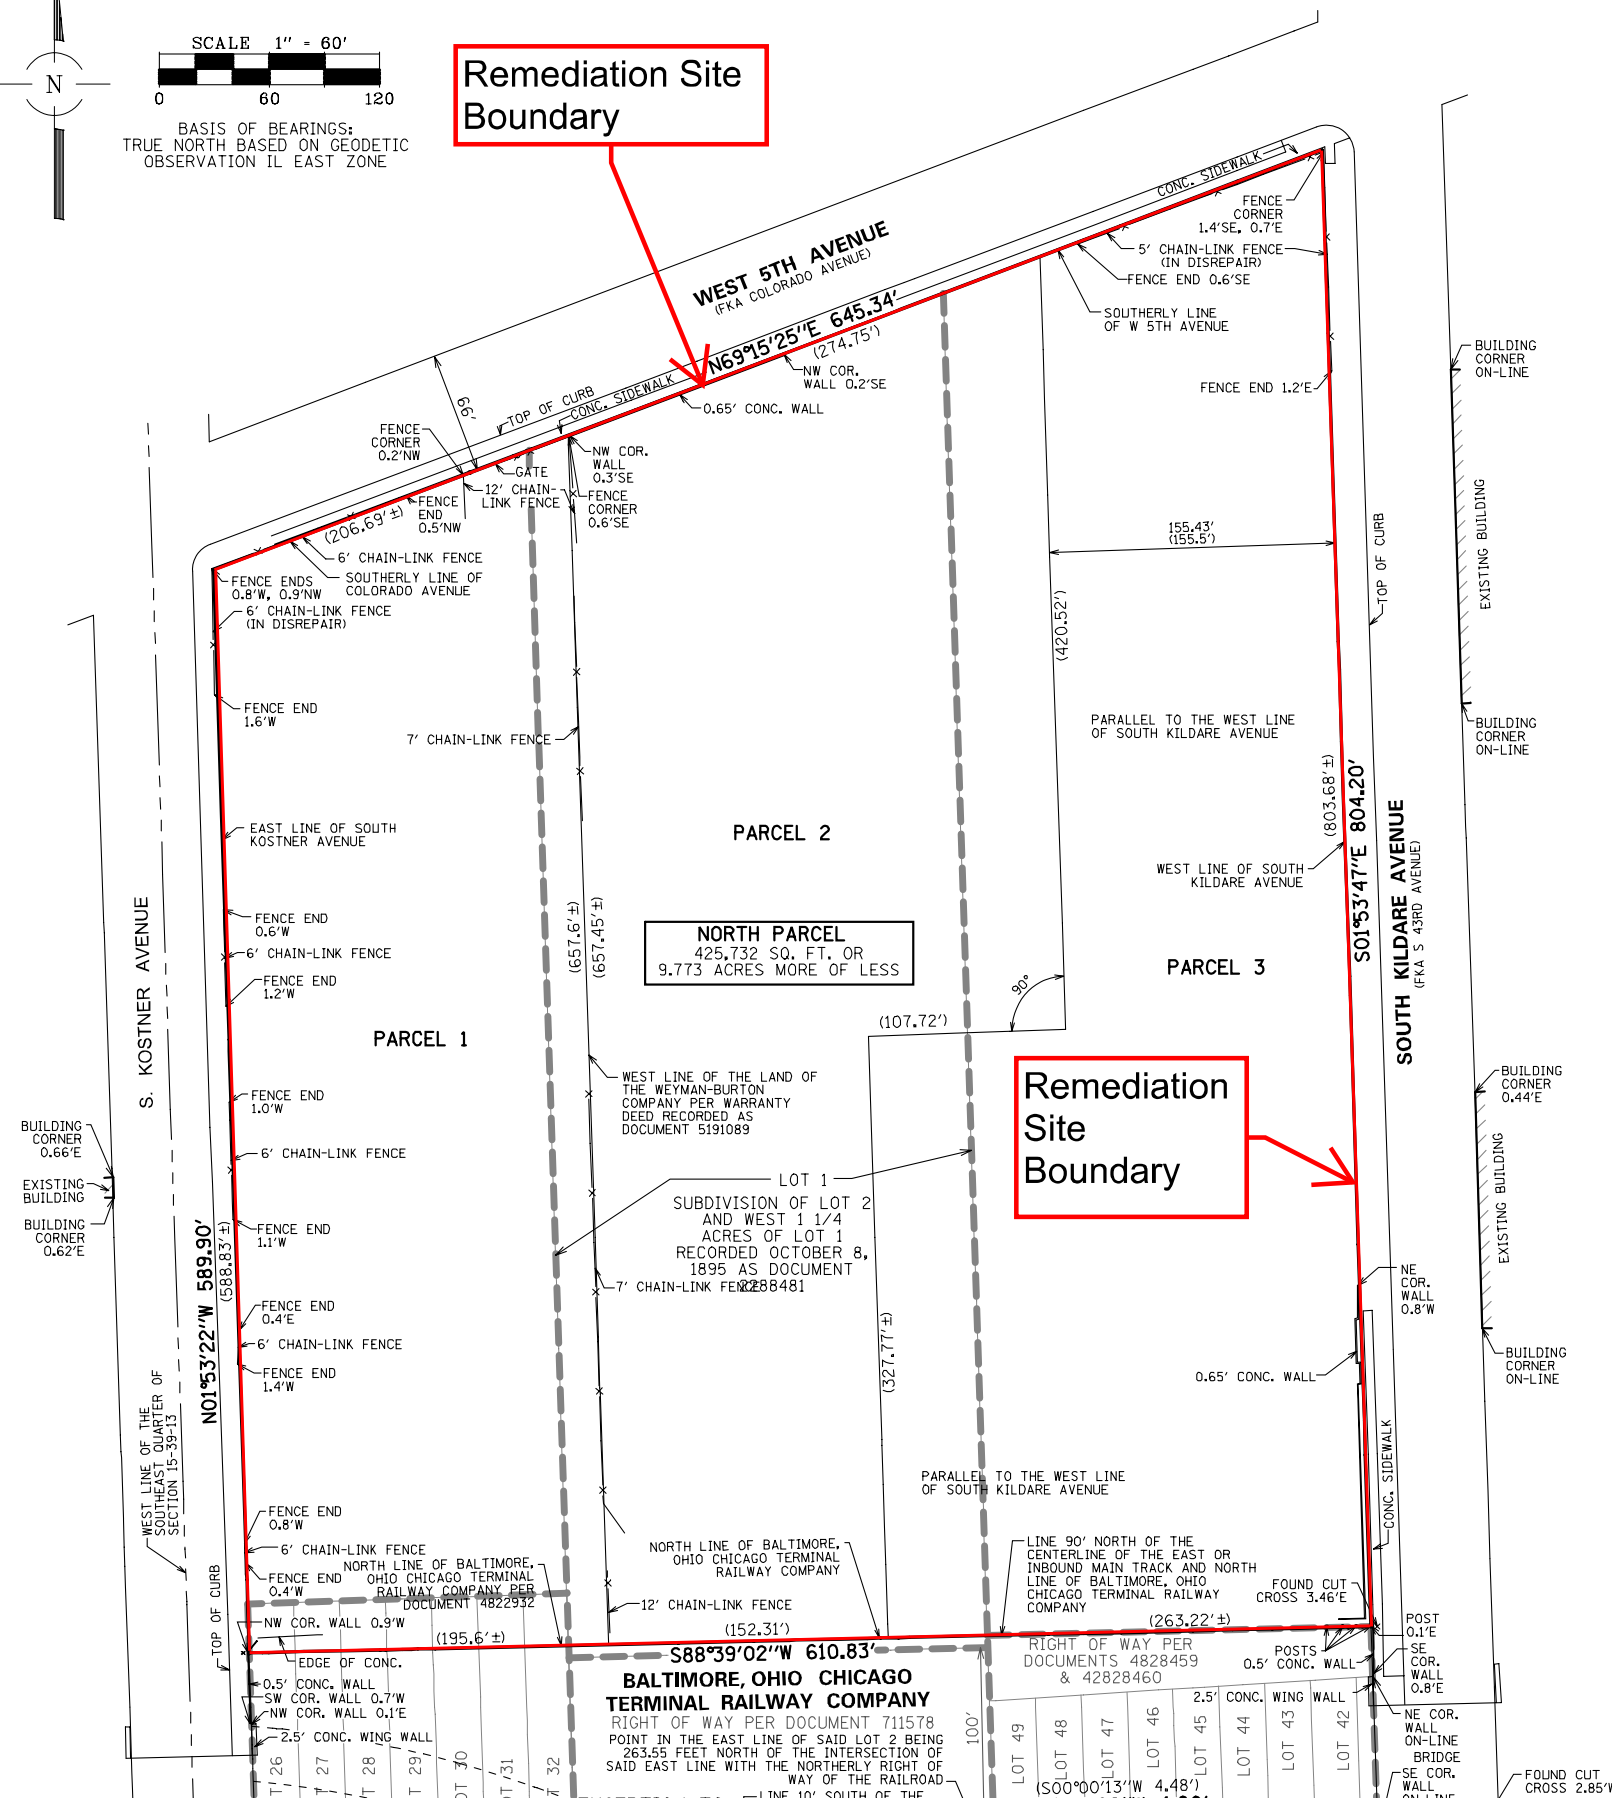 SCALE 1" = 60'
0 60 120
N
BASIS OF BEARINGS:
TRUE NORTH BASED ON GEODETIC
OBSERVATION IL EAST ZONE
Remediation Site
Boundary
WEST 5TH AVENUE
(FKA COLORADO AVENUE)
N69°15'25"E 645.34'
(274.75')
CONC. SIDEWALK
FENCE
CORNER
1.4'SE, 0.7'E
5' CHAIN-LINK FENCE
(IN DISREPAIR)
FENCE END 0.6'SE
SOUTHERLY LINE
OF W 5TH AVENUE
FENCE END 1.2'E
BUILDING
CORNER
ON-LINE
EXISTING BUILDING
BUILDING
CORNER
ON-LINE
TOP OF CURB
66'
TOP OF CURB
CONC. SIDEWALK
NW COR.
WALL 0.2'SE
0.65' CONC. WALL
FENCE
CORNER
0.2'NW
NW COR.
WALL
0.3'SE
GATE
12' CHAIN-
LINK FENCE
FENCE
CORNER
0.6'SE
FENCE
END
0.5'NW
(206.69'±)
6' CHAIN-LINK FENCE
SOUTHERLY LINE OF
COLORADO AVENUE
FENCE ENDS
0.8'W, 0.9'NW
6' CHAIN-LINK FENCE
(IN DISREPAIR)
FENCE END
1.6'W
7' CHAIN-LINK FENCE
155.43'
(155.5')
(420.52')
PARALLEL TO THE WEST LINE
OF SOUTH KILDARE AVENUE
(803.68'±)
S01°53'47"E 804.20'
SOUTH KILDARE AVENUE
(FKA S 43RD AVENUE)
WEST LINE OF SOUTH
KILDARE AVENUE
EAST LINE OF SOUTH
KOSTNER AVENUE
S. KOSTNER AVENUE
PARCEL 2
NORTH PARCEL
425,732 SQ. FT. OR
9.773 ACRES MORE OF LESS
PARCEL 3
PARCEL 1
(657.6'±)
(657.45'±)
90°
(107.72')
FENCE END
0.6'W
6' CHAIN-LINK FENCE
FENCE END
1.2'W
FENCE END
1.0'W
6' CHAIN-LINK FENCE
FENCE END
1.1'W
FENCE END
0.4'E
6' CHAIN-LINK FENCE
FENCE END
1.4'W
WEST LINE OF THE LAND OF
THE WEYMAN-BURTON
COMPANY PER WARRANTY
DEED RECORDED AS
DOCUMENT 5191089
LOT 1
SUBDIVISION OF LOT 2
AND WEST 1 1/4
ACRES OF LOT 1
RECORDED OCTOBER 8,
1895 AS DOCUMENT
2288481
7' CHAIN-LINK FENCE
Remediation
Site
Boundary
BUILDING
CORNER
0.44'E
EXISTING BUILDING
BUILDING
CORNER
ON-LINE
BUILDING
CORNER
0.66'E
EXISTING
BUILDING
BUILDING
CORNER
0.62'E
N01°53'22"W 589.90'
(588.83'±)
WEST LINE OF THE
SOUTHEAST QUARTER OF
SECTION 15-39-13
TOP OF CURB
(327.77'±)
NE
COR.
WALL
0.8'W
0.65' CONC. WALL
CONC. SIDEWALK
PARALLEL TO THE WEST LINE
OF SOUTH KILDARE AVENUE
FENCE END
0.8'W
6' CHAIN-LINK FENCE
FENCE END
0.4'W
NORTH LINE OF BALTIMORE,
OHIO CHICAGO TERMINAL
RAILWAY COMPANY PER
DOCUMENT 4822932
NORTH LINE OF BALTIMORE,
OHIO CHICAGO TERMINAL
RAILWAY COMPANY
LINE 90' NORTH OF THE
CENTERLINE OF THE EAST OR
INBOUND MAIN TRACK AND NORTH
LINE OF BALTIMORE, OHIO
CHICAGO TERMINAL RAILWAY
COMPANY
FOUND CUT
CROSS 3.46'E
12' CHAIN-LINK FENCE
NW COR. WALL 0.9'W
EDGE OF CONC.
(195.6'±)
(152.31')
(263.22'±)
S88°39'02"W 610.83'
POST
0.1'E
POSTS
0.5' CONC. WALL
SE
COR.
WALL
0.8'E
RIGHT OF WAY PER
DOCUMENTS 4828459
& 42828460
BALTIMORE, OHIO CHICAGO
TERMINAL RAILWAY COMPANY
RIGHT OF WAY PER DOCUMENT 711578
POINT IN THE EAST LINE OF SAID LOT 2 BEING
263.55 FEET NORTH OF THE INTERSECTION OF
SAID EAST LINE WITH THE NORTHERLY RIGHT OF
WAY OF THE RAILROAD
LINE 10' SOUTH OF THE
0.5' CONC. WALL
SW COR. WALL 0.7'W
NW COR. WALL 0.1'E
2.5' CONC. WING WALL
2.5' CONC. WING WALL
NE COR.
WALL
ON-LINE
BRIDGE
SE COR.
WALL
ON-LINE
FOUND CUT
CROSS 2.85'W
100'
T 26
T 27
T 28
T 29
OT 30
OT 31
T 32
LOT 49
LOT 48
LOT 47
LOT 46
LOT 45
LOT 44
LOT 43
LOT 42
(S00°00'13"W 4.48')